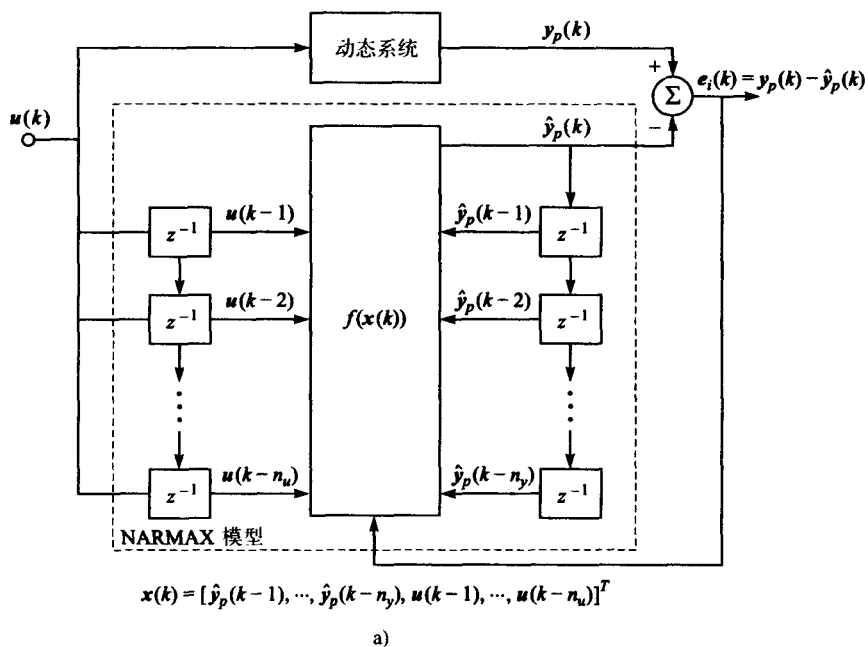 动态系统
y_p(k)
+
Σ
e_i(k) = y_p(k) − ŷ_p(k)
−
u(k)
ŷ_p(k)
z⁻¹
u(k−1)
ŷ_p(k−1)
z⁻¹
z⁻¹
u(k−2)
f(x(k))
ŷ_p(k−2)
z⁻¹
z⁻¹
u(k−n_u)
ŷ_p(k−n_y)
z⁻¹
NARMAX 模型
x(k) = [ŷ_p(k−1), ···, ŷ_p(k−n_y), u(k−1), ···, u(k−n_u)]^T
a)